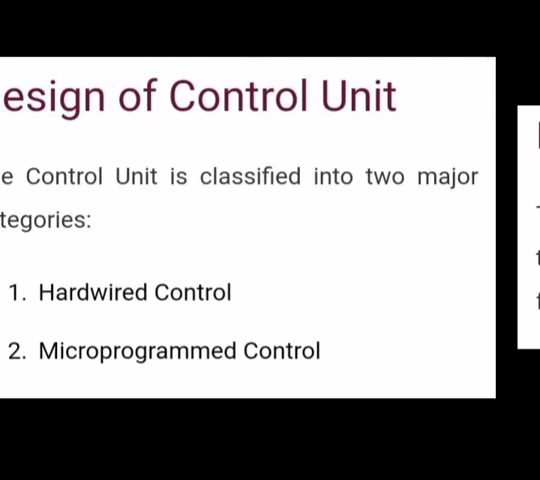 esign of Control Unit
e Control Unit is classified into two major
tegories:
1. Hardwired Control
2. Microprogrammed Control